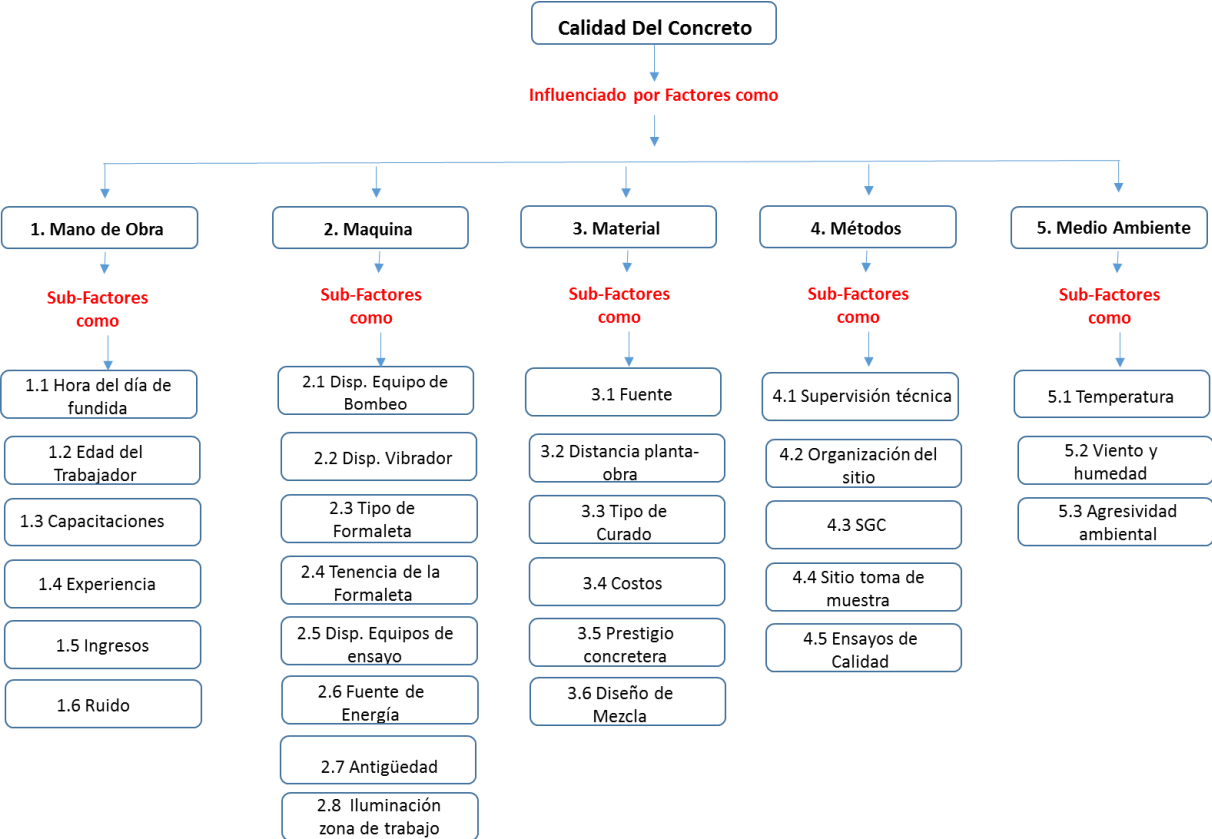 Calidad Del Concreto
Influenciado por Factores como
1. Mano de Obra
2. Maquina
3. Material
4. Métodos
5. Medio Ambiente
Sub-Factores
como
Sub-Factores
como
Sub-Factores
como
Sub-Factores
como
Sub-Factores
como
1.1 Hora del día de
fundida
1.2 Edad del
Trabajador
1.3 Capacitaciones
1.4 Experiencia
1.5 Ingresos
1.6 Ruido
2.1 Disp. Equipo de
Bombeo
2.2 Disp. Vibrador
2.3 Tipo de
Formaleta
2.4 Tenencia de la
Formaleta
2.5 Disp. Equipos de
ensayo
2.6 Fuente de
Energía
2.7 Antigüedad
2.8 Iluminación
zona de trabajo
3.1 Fuente
3.2 Distancia planta-
obra
3.3 Tipo de
Curado
3.4 Costos
3.5 Prestigio
concretera
3.6 Diseño de
Mezcla
4.1 Supervisión técnica
4.2 Organización del
sitio
4.3 SGC
4.4 Sitio toma de
muestra
4.5 Ensayos de
Calidad
5.1 Temperatura
5.2 Viento y
humedad
5.3 Agresividad
ambiental